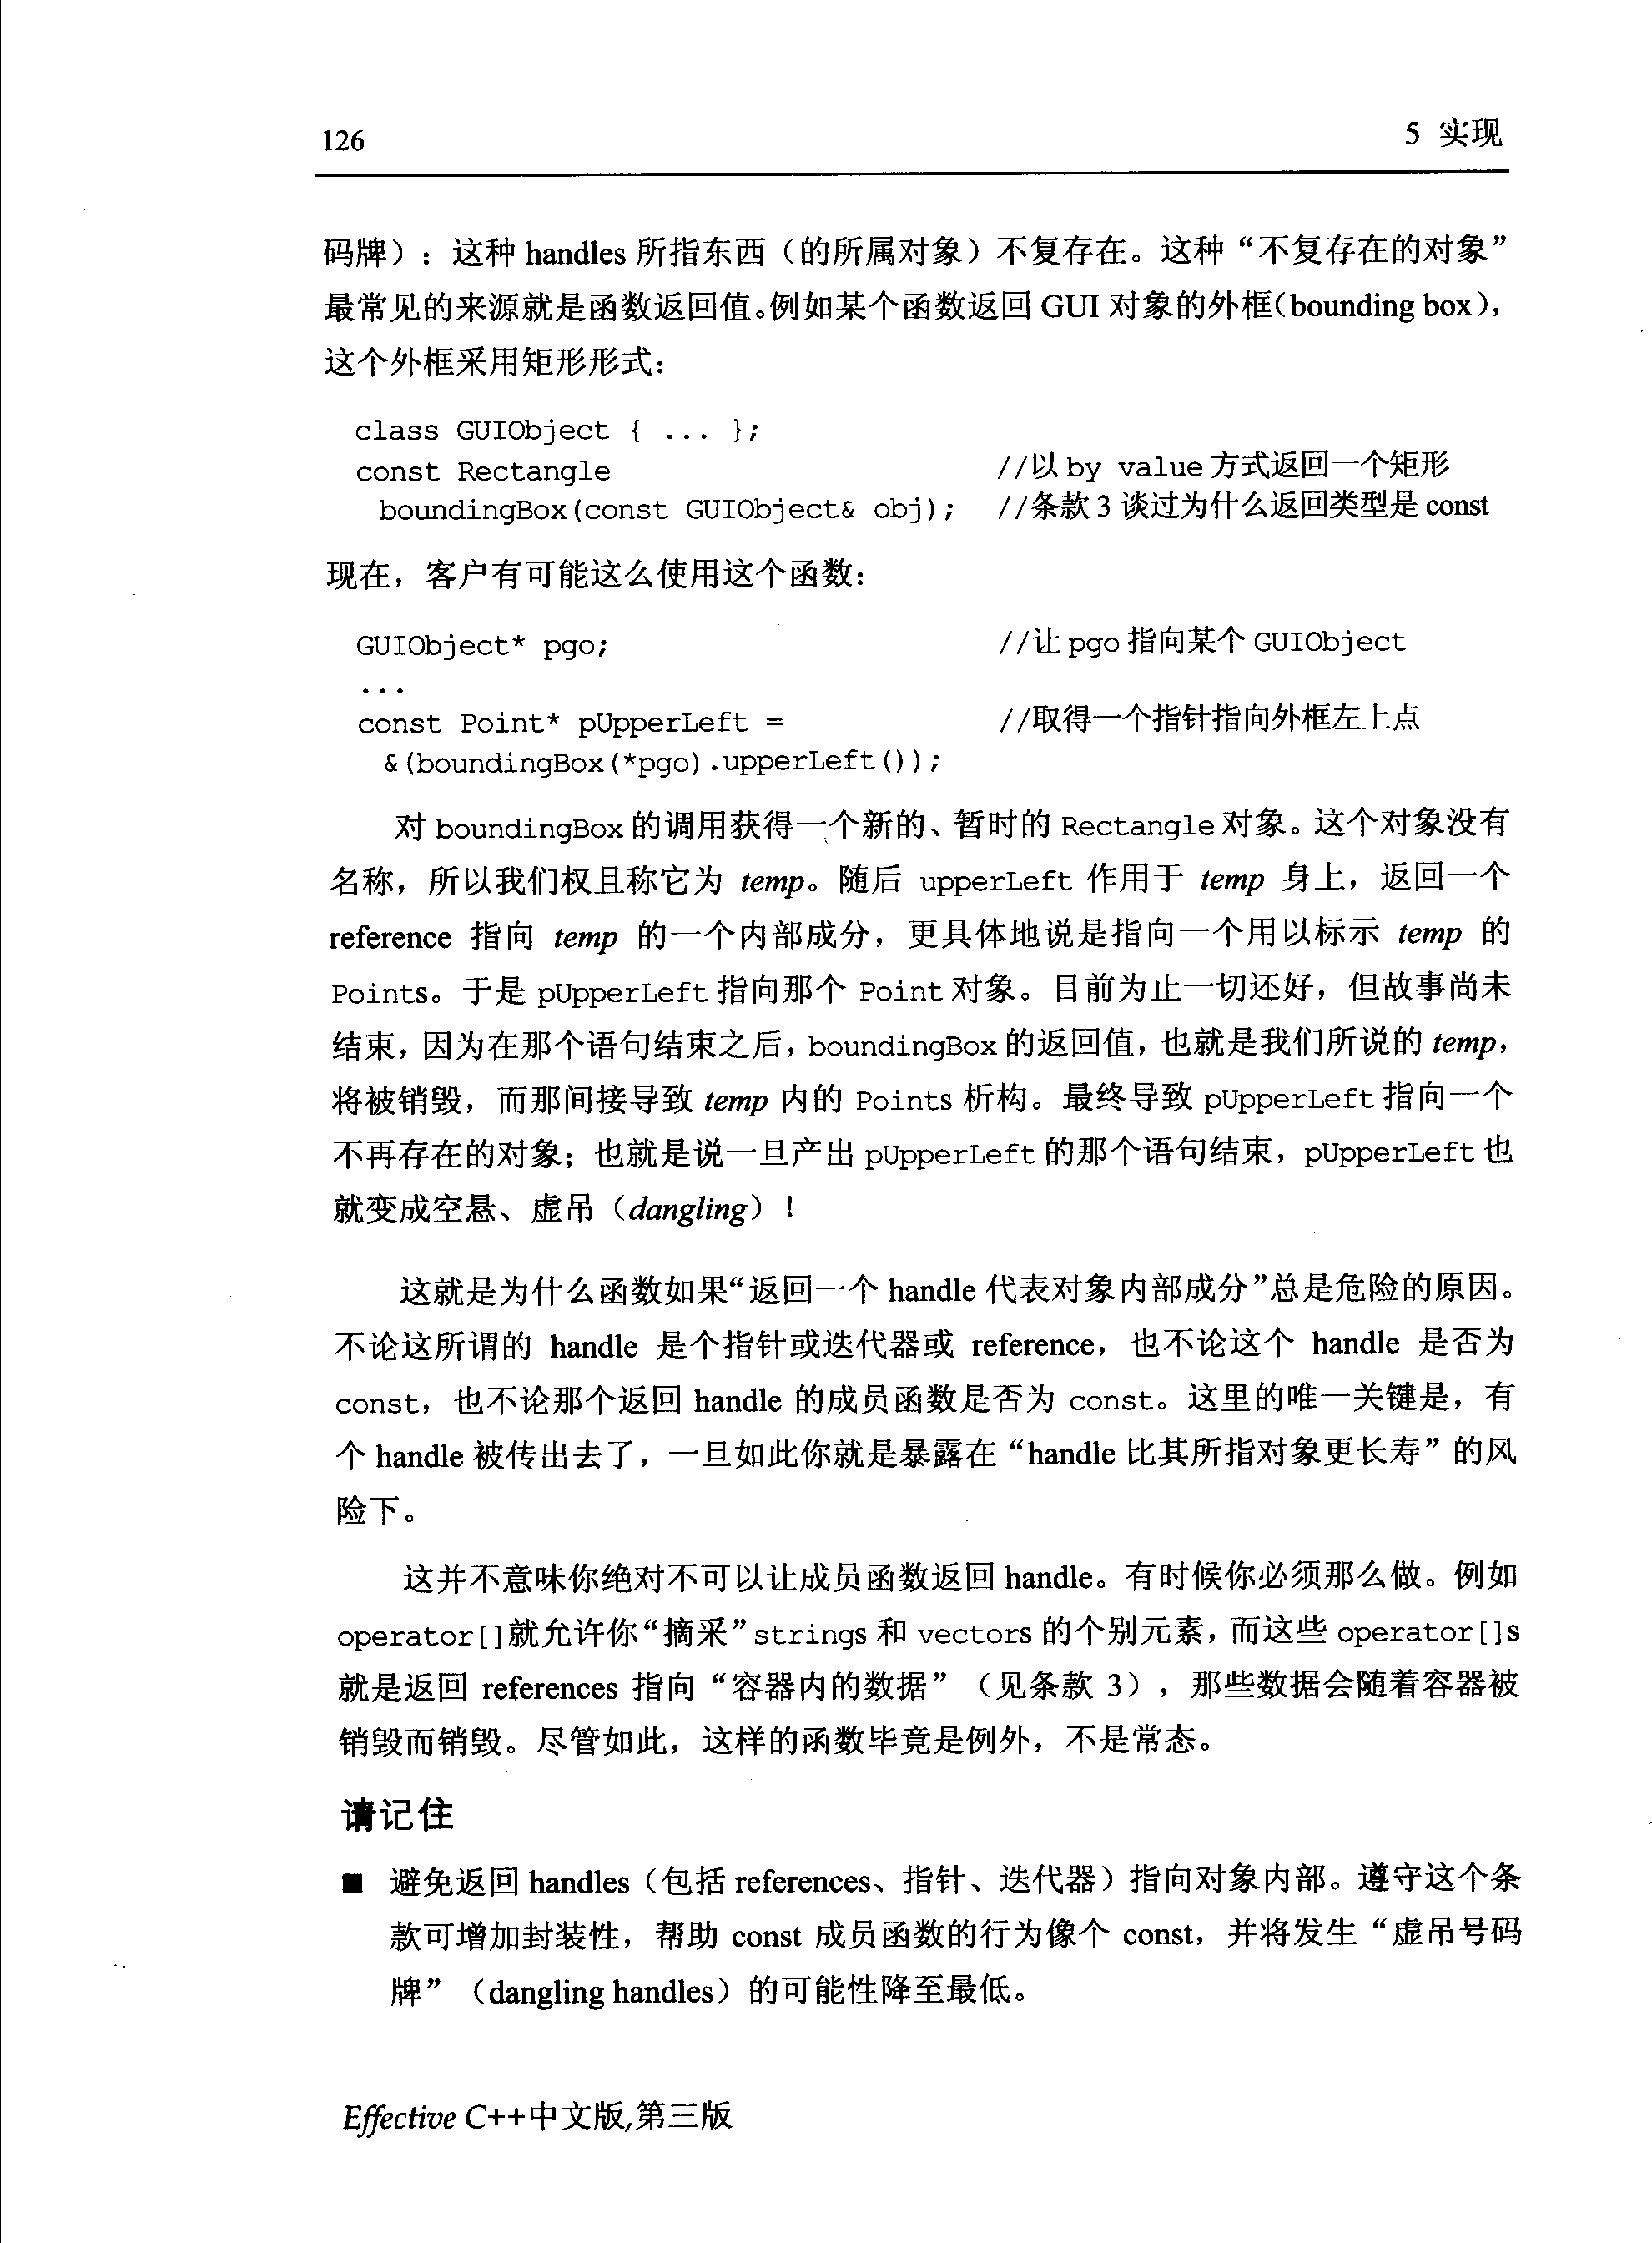 126
5 实现
码牌）：这种 handles 所指东西（的所属对象）不复存在。这种“不复存在的对象”
最常见的来源就是函数返回值。例如某个函数返回 GUI 对象的外框（bounding box），
这个外框采用矩形形式：
class GUIObject { ... };
const Rectangle //以 by value 方式返回一个矩形
boundingBox(const GUIObject& obj); //条款 3 谈过为什么返回类型是 const
现在，客户有可能这么使用这个函数：
GUIObject* pgo; //让 pgo 指向某个 GUIObject
...
const Point* pUpperLeft = //取得一个指针指向外框左上点
&(boundingBox(*pgo).upperLeft());
对 boundingBox 的调用获得一个新的、暂时的 Rectangle 对象。这个对象没有
名称，所以我们权且称它为 temp。随后 upperLeft 作用于 temp 身上，返回一个
reference 指向 temp 的一个内部成分，更具体地说是指向一个用以标示 temp 的
Points。于是 pUpperLeft 指向那个 Point 对象。目前为止一切还好，但故事尚未
结束，因为在那个语句结束之后，boundingBox 的返回值，也就是我们所说的 temp，
将被销毁，而那间接导致 temp 内的 Points 析构。最终导致 pUpperLeft 指向一个
不再存在的对象；也就是说一旦产出 pUpperLeft 的那个语句结束，pUpperLeft 也
就变成空悬、虚吊（dangling）！
这就是为什么函数如果“返回一个 handle 代表对象内部成分”总是危险的原因。
不论这所谓的 handle 是个指针或迭代器或 reference，也不论这个 handle 是否为
const，也不论那个返回 handle 的成员函数是否为 const。这里的唯一关键是，有
个 handle 被传出去了，一旦如此你就是暴露在“handle 比其所指对象更长寿”的风
险下。
这并不意味你绝对不可以让成员函数返回 handle。有时候你必须那么做。例如
operator[]就允许你“摘采”strings 和 vectors 的个别元素，而这些 operator[]s
就是返回 references 指向“容器内的数据”（见条款 3），那些数据会随着容器被
销毁而销毁。尽管如此，这样的函数毕竟是例外，不是常态。
请记住
■ 避免返回 handles（包括 references、指针、迭代器）指向对象内部。遵守这个条
款可增加封装性，帮助 const 成员函数的行为像个 const，并将发生“虚吊号码
牌”（dangling handles）的可能性降至最低。
Effective C++中文版,第三版